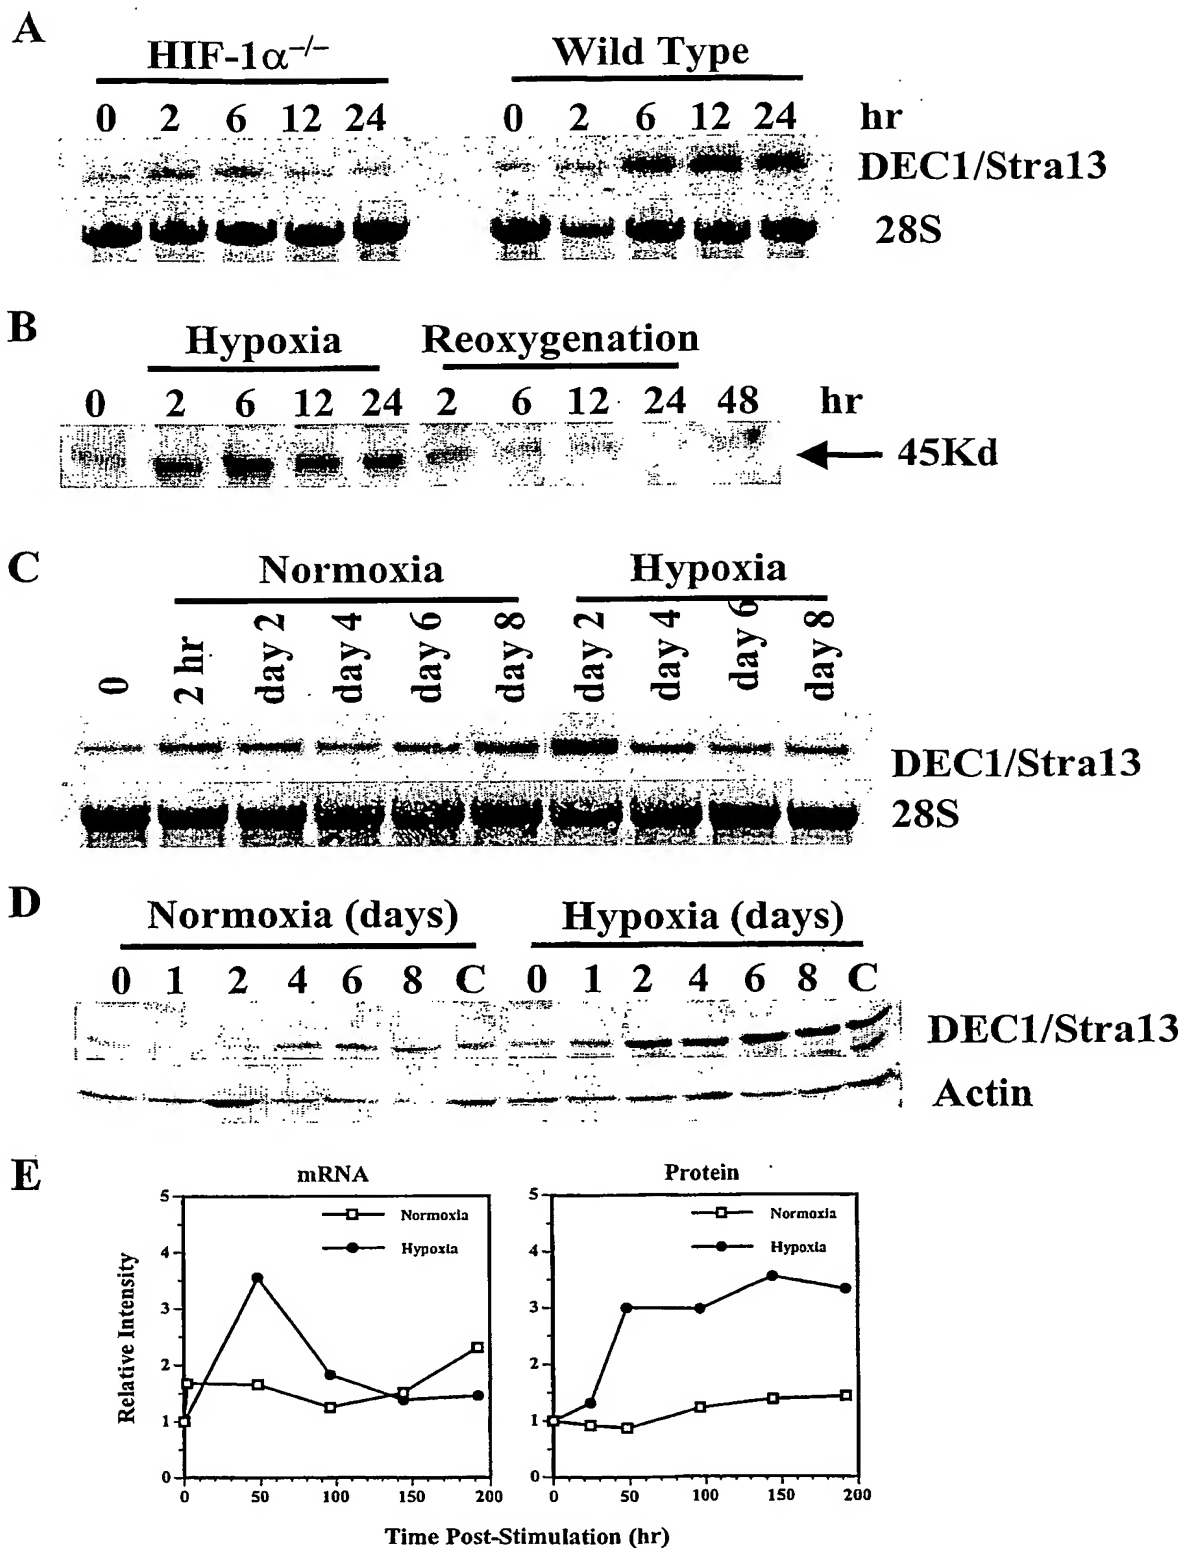 A
HIF-1α−/− Wild Type
0 2 6 12 24 0 2 6 12 24 hr
DEC1/Stra13
28S
B
Hypoxia Reoxygenation
0 2 6 12 24 2 6 12 24 48 hr
45Kd
C
Normoxia Hypoxia
0 2 hr day 2 day 4 day 6 day 8 day 2 day 4 day 6 day 8
DEC1/Stra13
28S
D
Normoxia (days) Hypoxia (days)
0 1 2 4 6 8 C 0 1 2 4 6 8 C
DEC1/Stra13
Actin
E
mRNA
Relative Intensity
5
4
3
2
1
0
Normoxia
Hypoxia
0 50 100 150 200
Protein
5
4
3
2
1
0
Normoxia
Hypoxia
0 50 100 150 200
Time Post-Stimulation (hr)